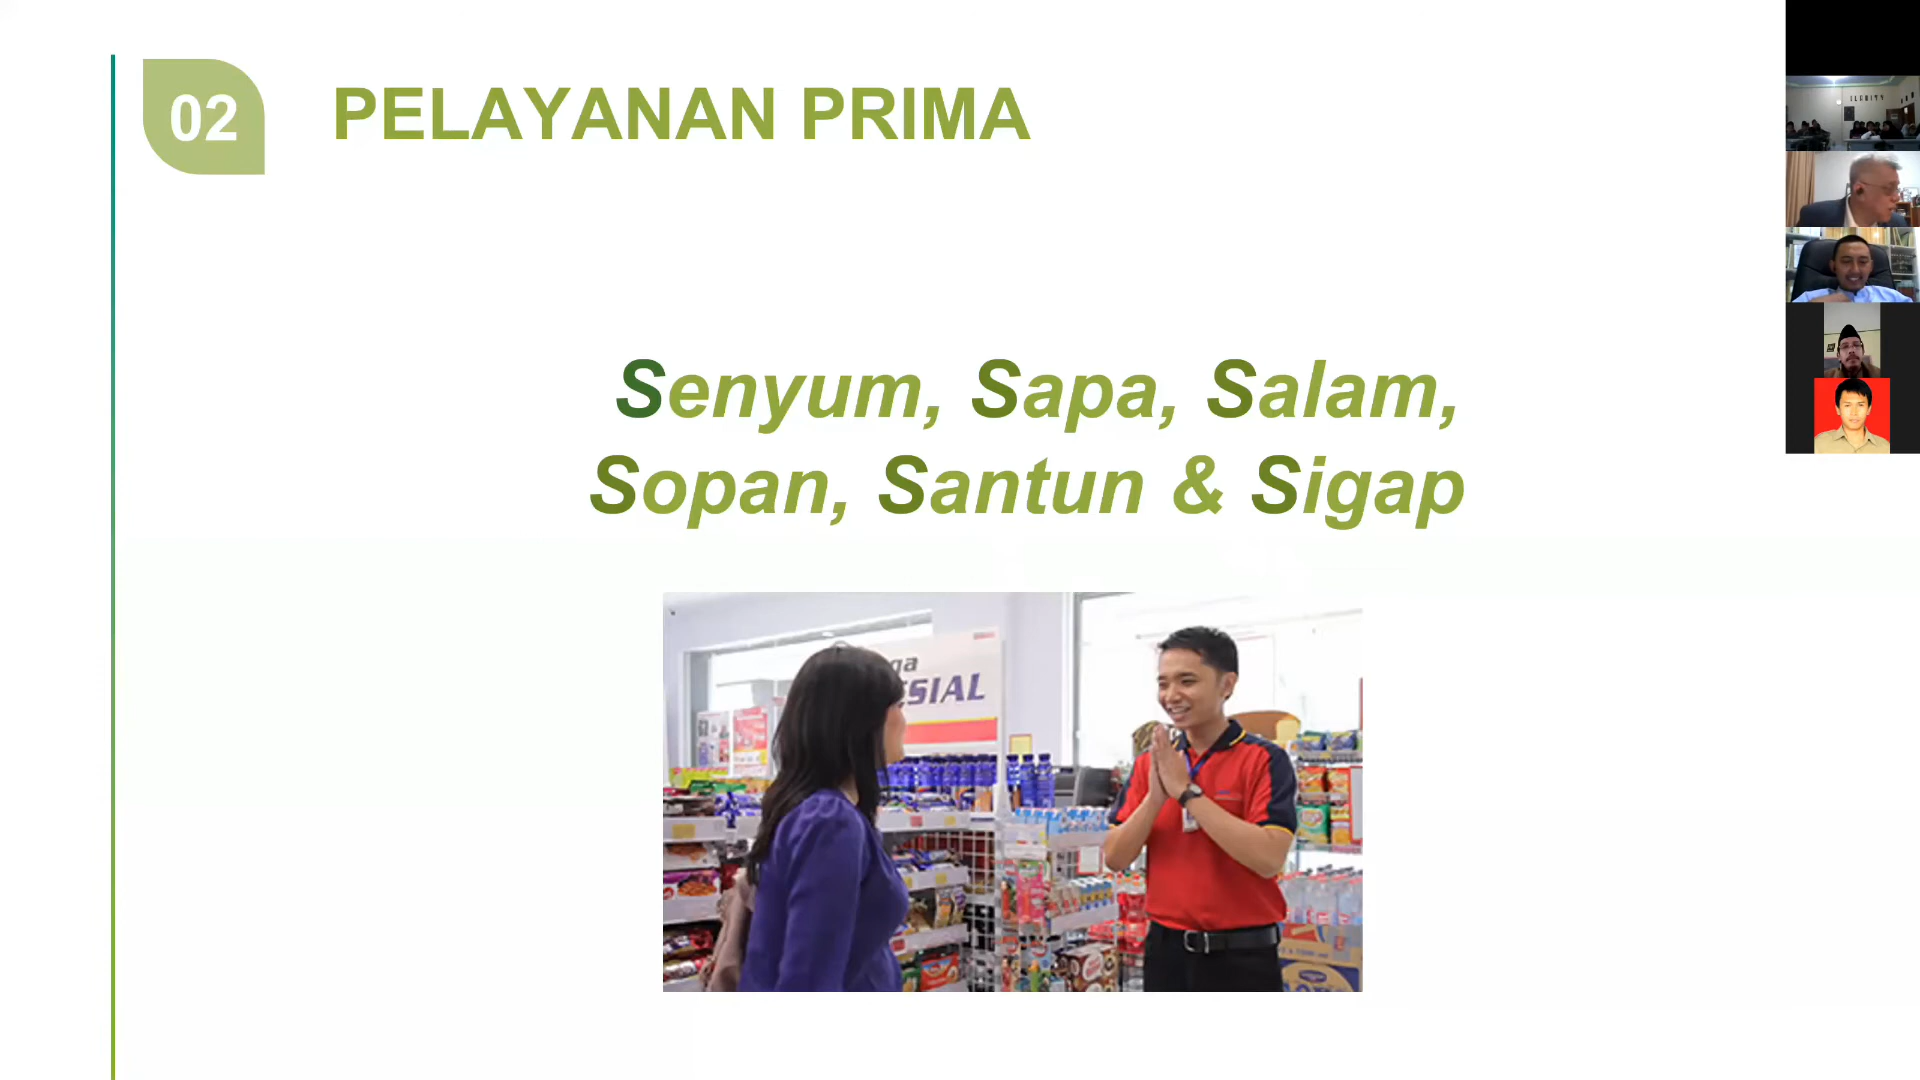 02
PELAYANAN PRIMA
Senyum, Sapa, Salam,
Sopan, Santun & Sigap